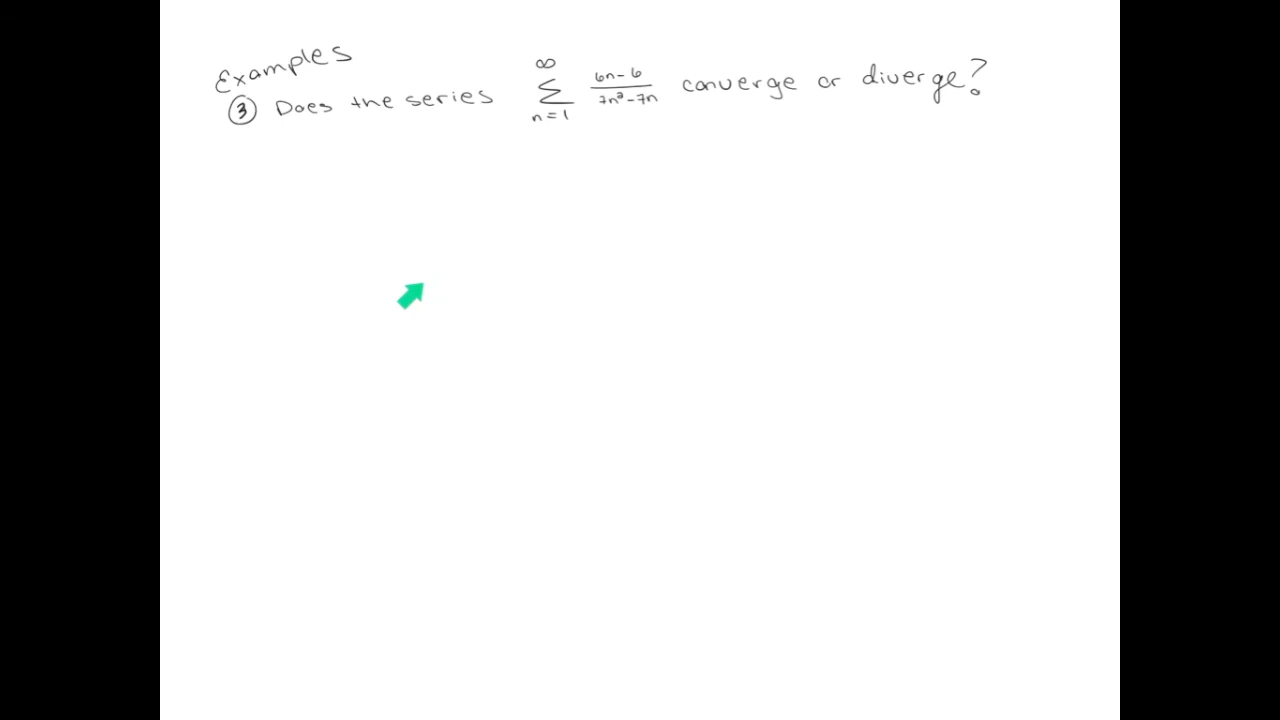 Examples
③ Does the series ∞ Σ n=1 6n-6 / 7n²-7n converge or diverge?